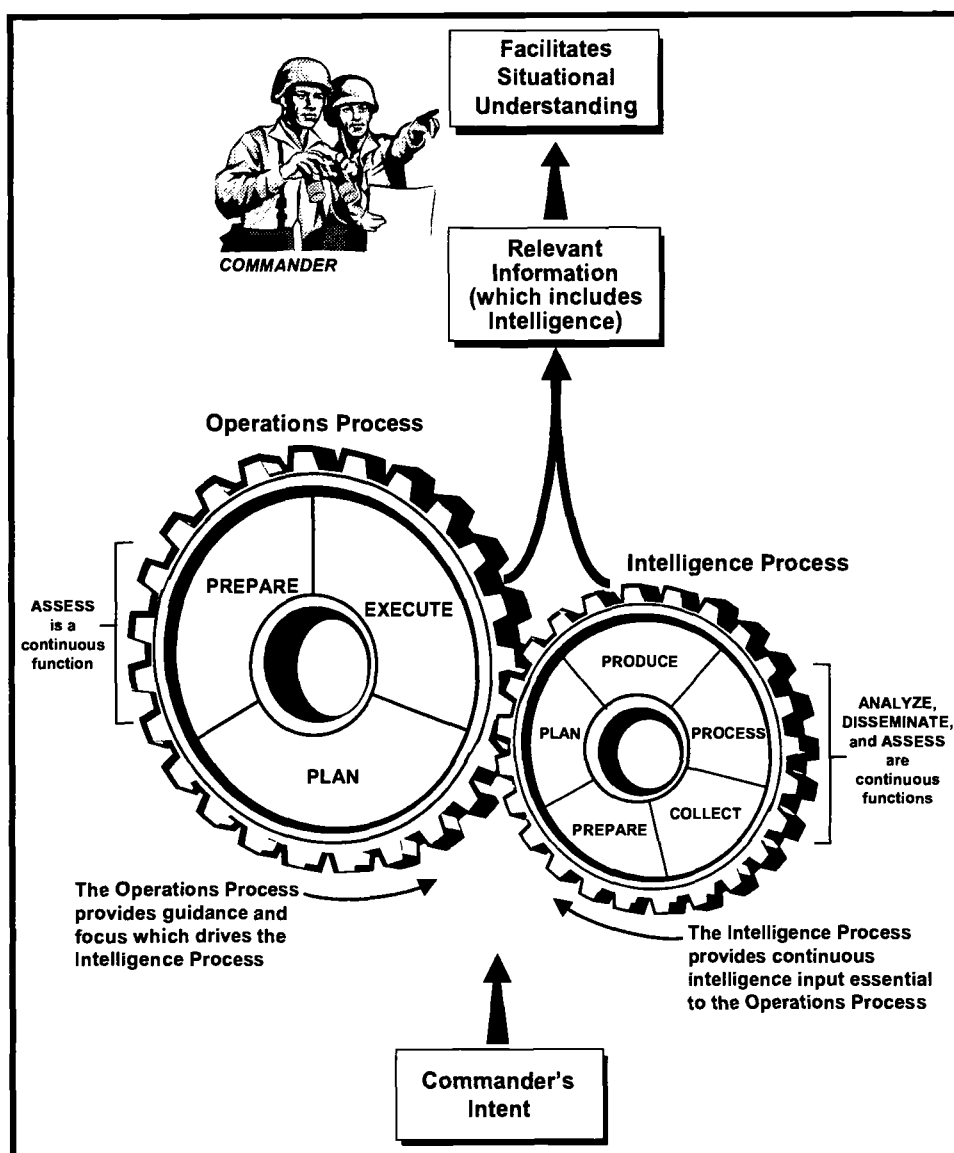 Facilitates
Situational
Understanding
COMMANDER
Relevant
Information
(which includes
Intelligence)
Operations Process
PREPARE
EXECUTE
PLAN
ASSESS
is a
continuous
function
Intelligence Process
PRODUCE
PLAN
PROCESS
PREPARE
COLLECT
ANALYZE,
DISSEMINATE,
and ASSESS
are
continuous
functions
The Operations Process
provides guidance and
focus which drives the
Intelligence Process
The Intelligence Process
provides continuous
intelligence input essential
to the Operations Process
Commander's
Intent